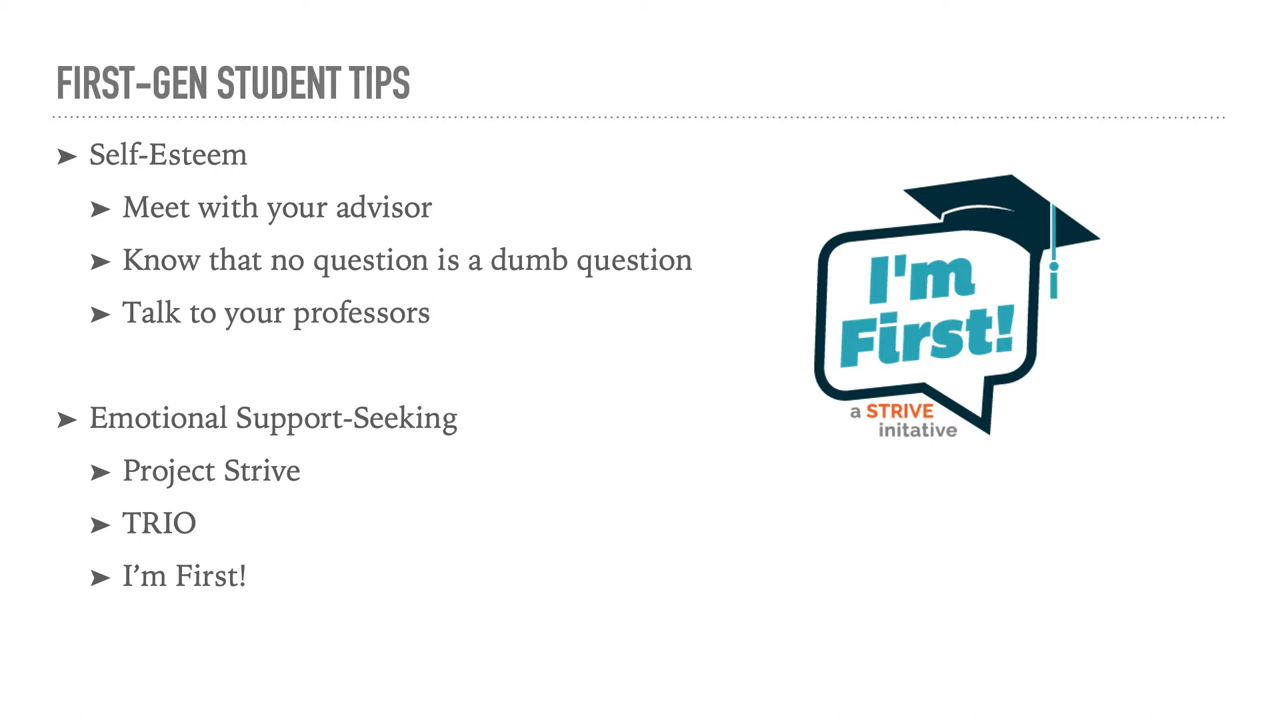 FIRST-GEN STUDENT TIPS
➤ Self-Esteem
➤ Meet with your advisor
➤ Know that no question is a dumb question
➤ Talk to your professors
➤ Emotional Support-Seeking
➤ Project Strive
➤ TRIO
➤ I’m First!
I'm
First!
a STRIVE
initative